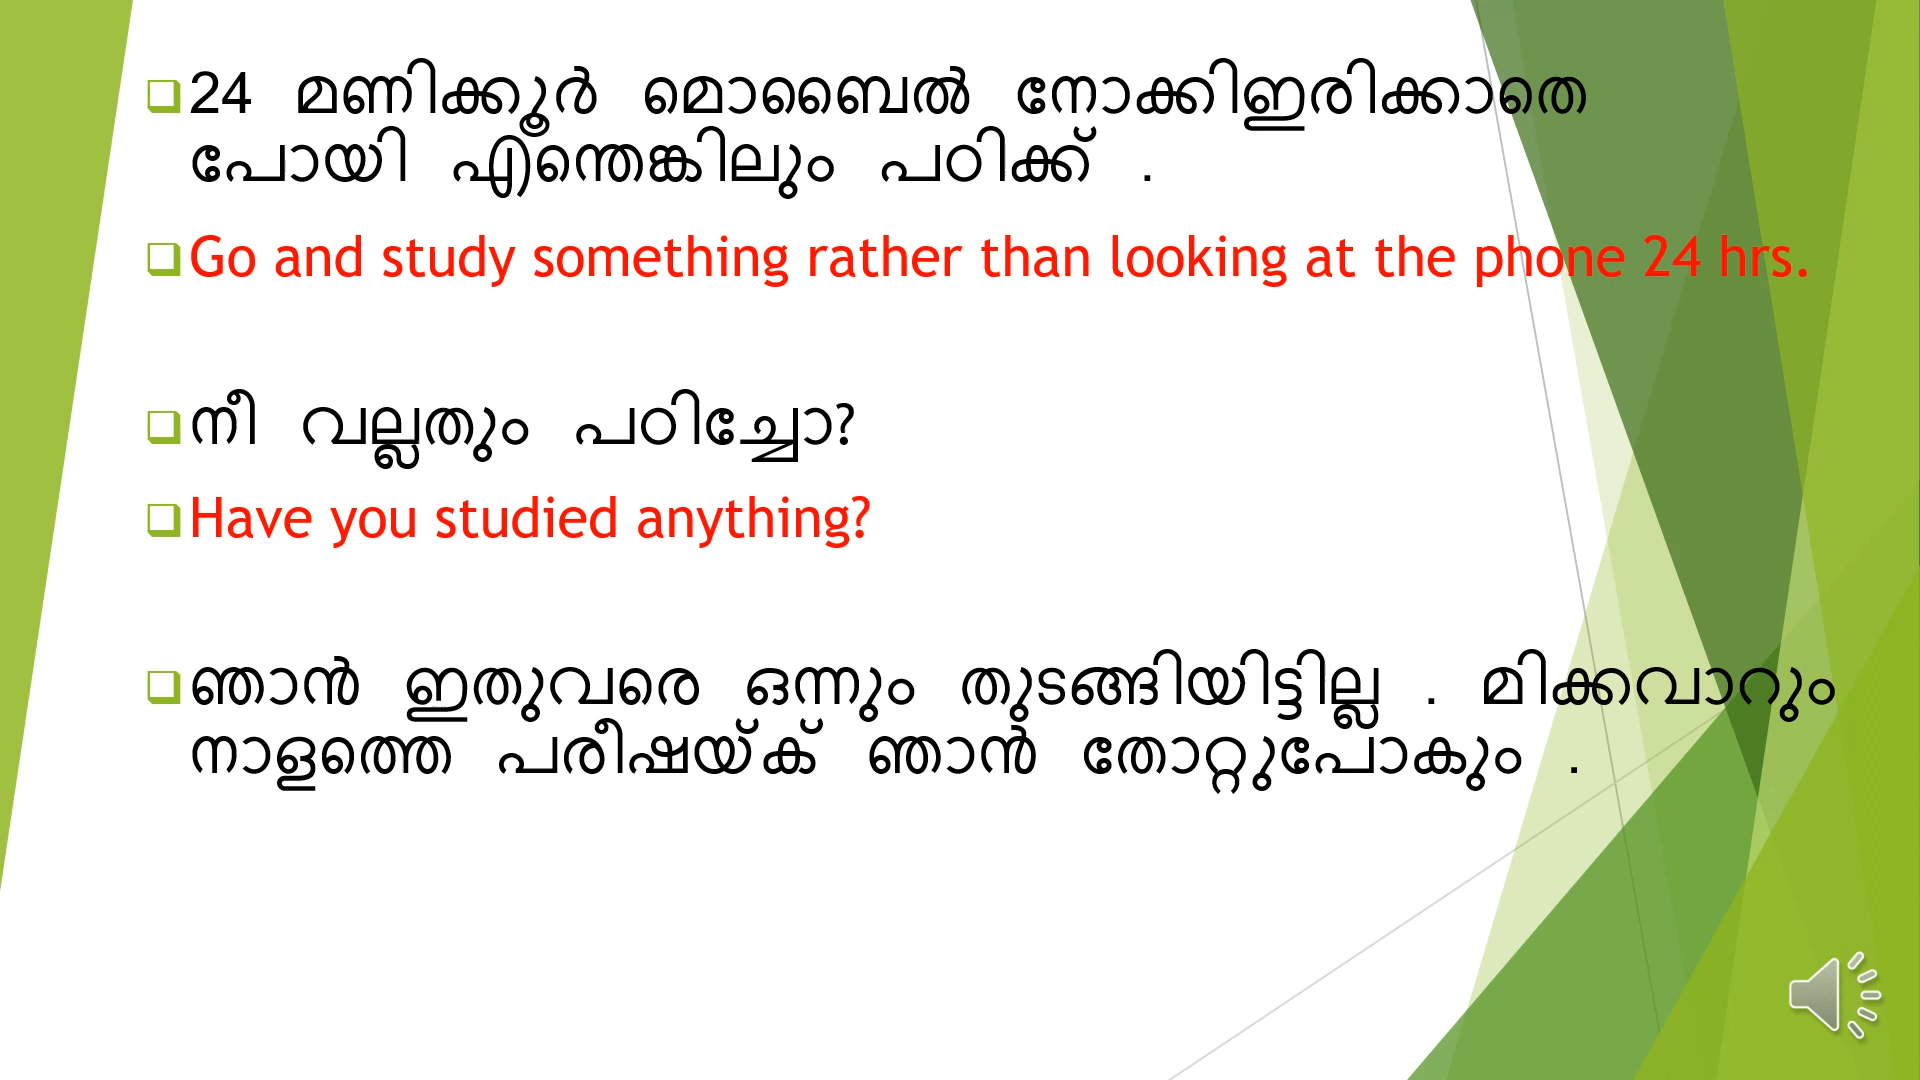 24 മണിക്കൂർ മൊബൈൽ നോക്കിഇരിക്കാതെ
പോയി എന്തെങ്കിലും പഠിക്ക് .
Go and study something rather than looking at the phone 24 hrs.
നീ വല്ലതും പഠിച്ചോ?
Have you studied anything?
ഞാൻ ഇതുവരെ ഒന്നും തുടങ്ങിയിട്ടില്ല . മിക്കവാറും
നാളത്തെ പരീഷയ്ക് ഞാൻ തോറ്റുപോകും .